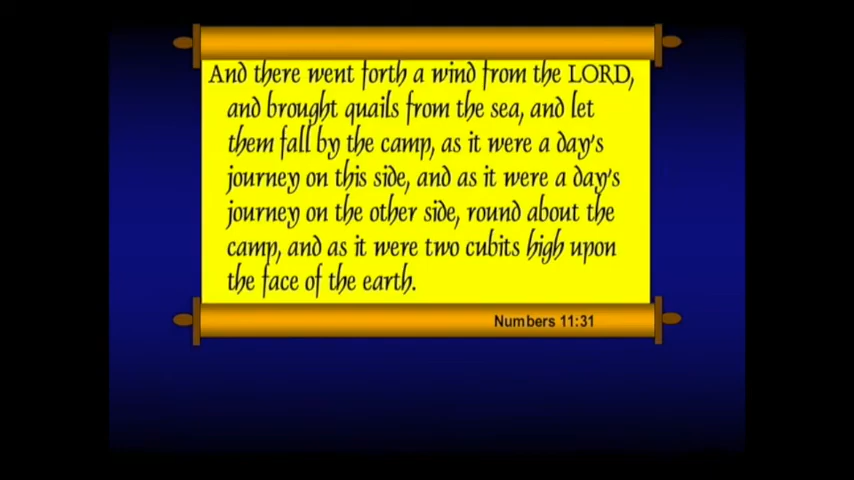 And there went forth a wind from the LORD,
and brought quails from the sea, and let
them fall by the camp, as it were a day's
journey on this side, and as it were a day's
journey on the other side, round about the
camp, and as it were two cubits high upon
the face of the earth.
Numbers 11:31